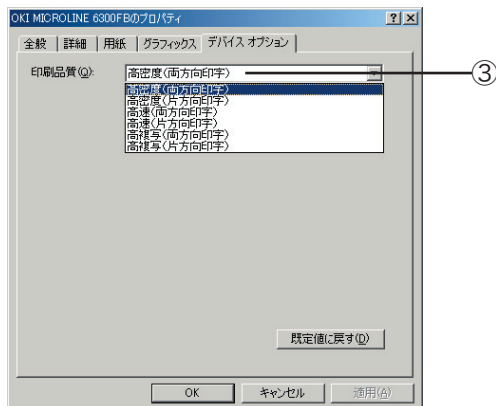 OKI MICROLINE 6300FBのプロパティ
全般 詳細 用紙 グラフィックス デバイス オプション
印刷品質(Q): 高密度(両方向印字) ③
高密度(両方向印字)
高密度(片方向印字)
高速(両方向印字)
高速(片方向印字)
高複写(両方向印字)
高複写(片方向印字)
既定値に戻す(D)
OK キャンセル 適用(A)